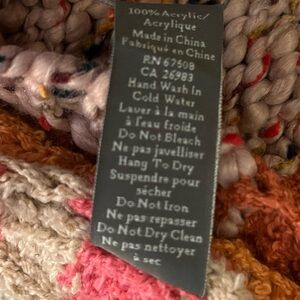 100% Acrylic/
Acrylique
Made in China
Fabriqué en Chine
RN 67508
CA 26983
Hand Wash In
Cold Water
Laver à la main
à l'eau froide
Do Not Bleach
Ne pas javelliser
Hang To Dry
Suspendre pour
sécher
Do Not Iron
Ne pas repasser
Do Not Dry Clean
Ne pas nettoyer
à sec